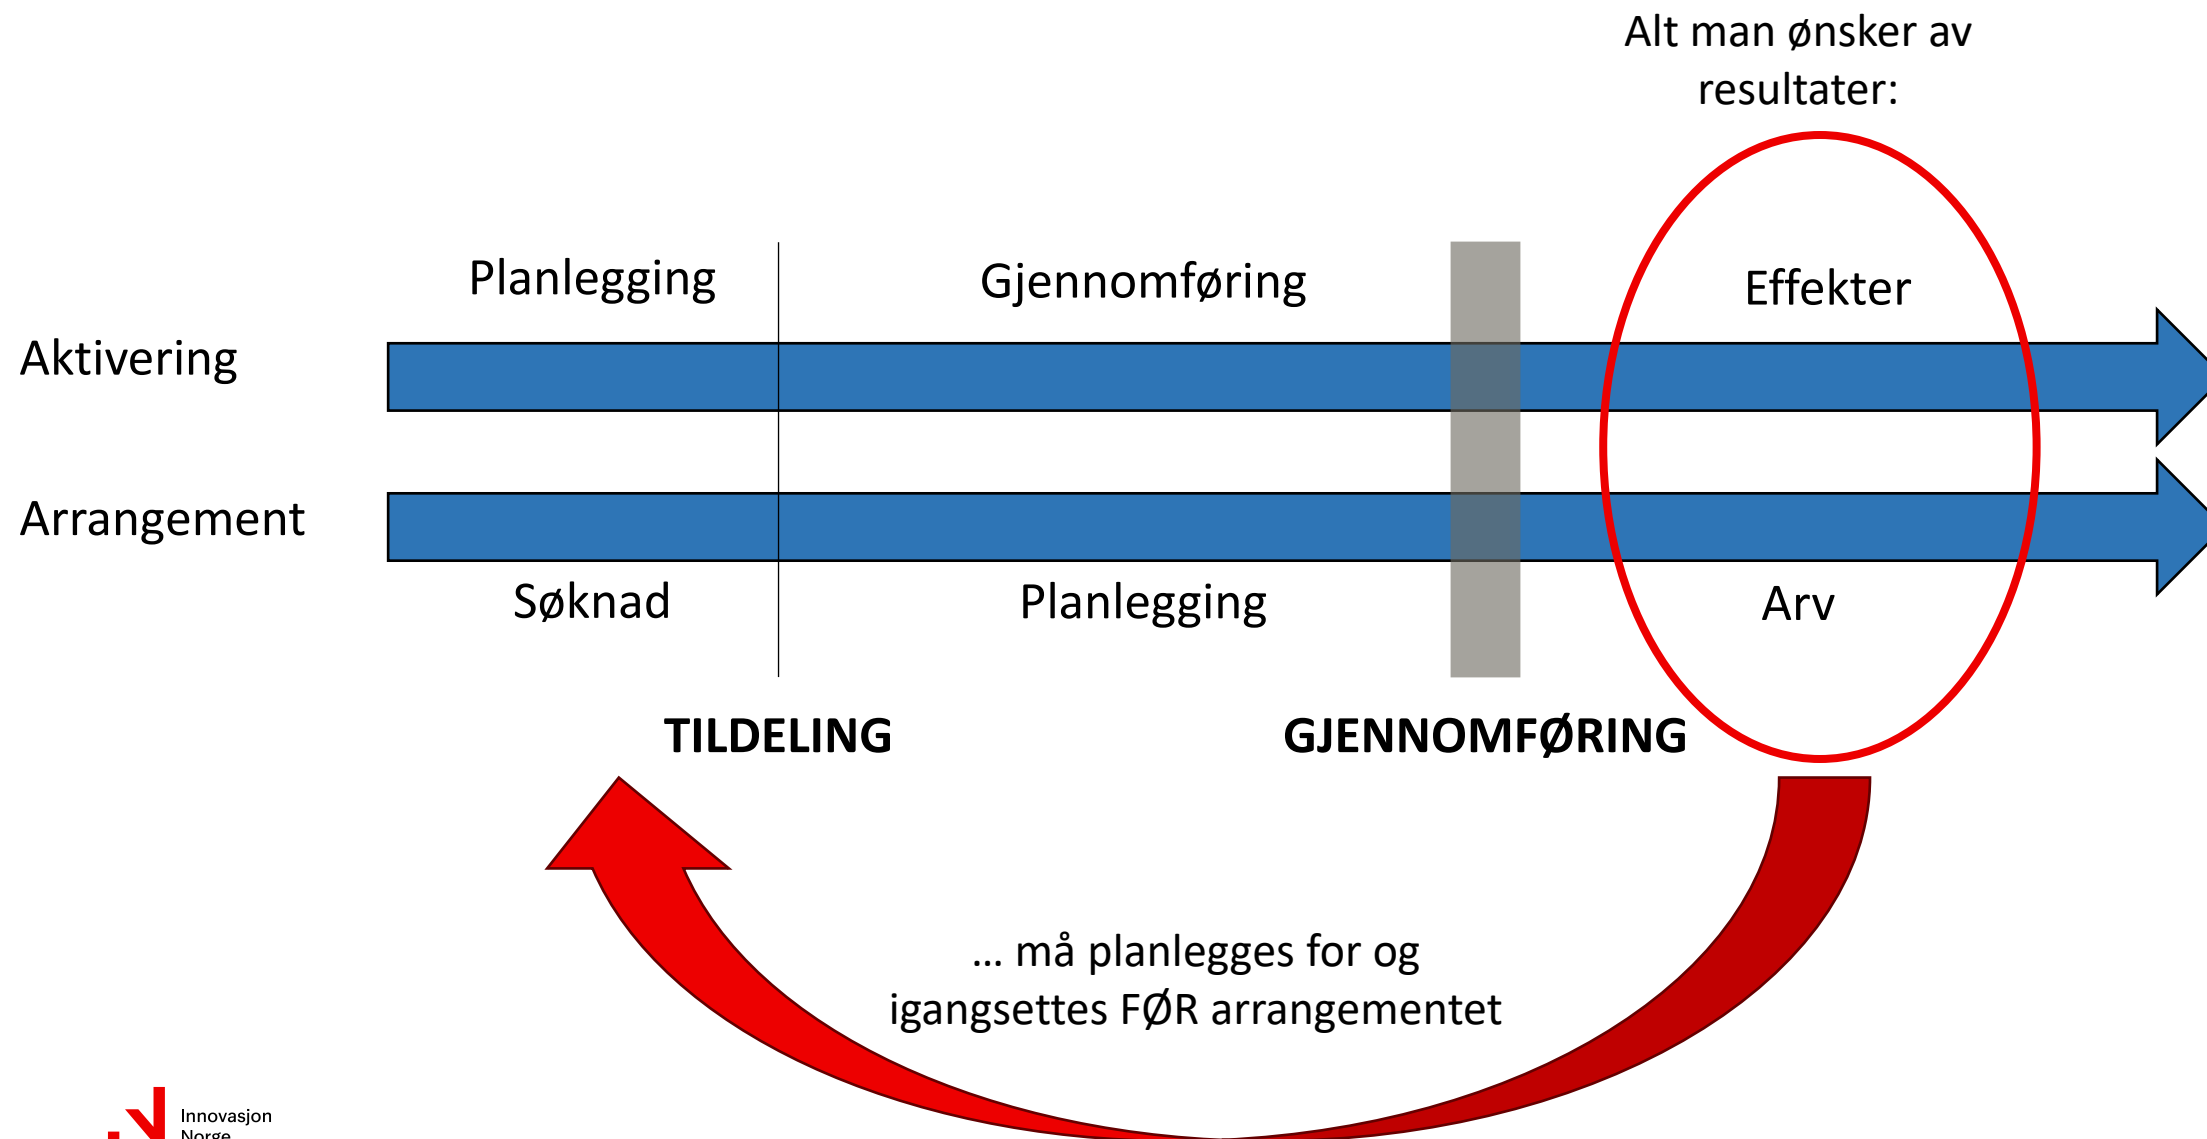 Alt man ønsker av
resultater:
Planlegging
Gjennomføring
Effekter
Aktivering
Arrangement
Søknad
Planlegging
Arv
TILDELING
GJENNOMFØRING
... må planlegges for og
igangsettes FØR arrangementet
Innovasjon
Norge